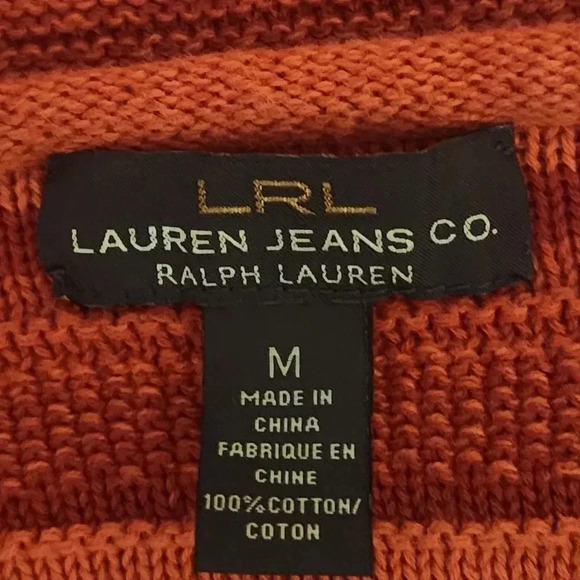 LRL
LAUREN JEANS CO.
RALPH LAUREN
M
MADE IN
CHINA
FABRIQUE EN
CHINE
100%COTTON/
COTON